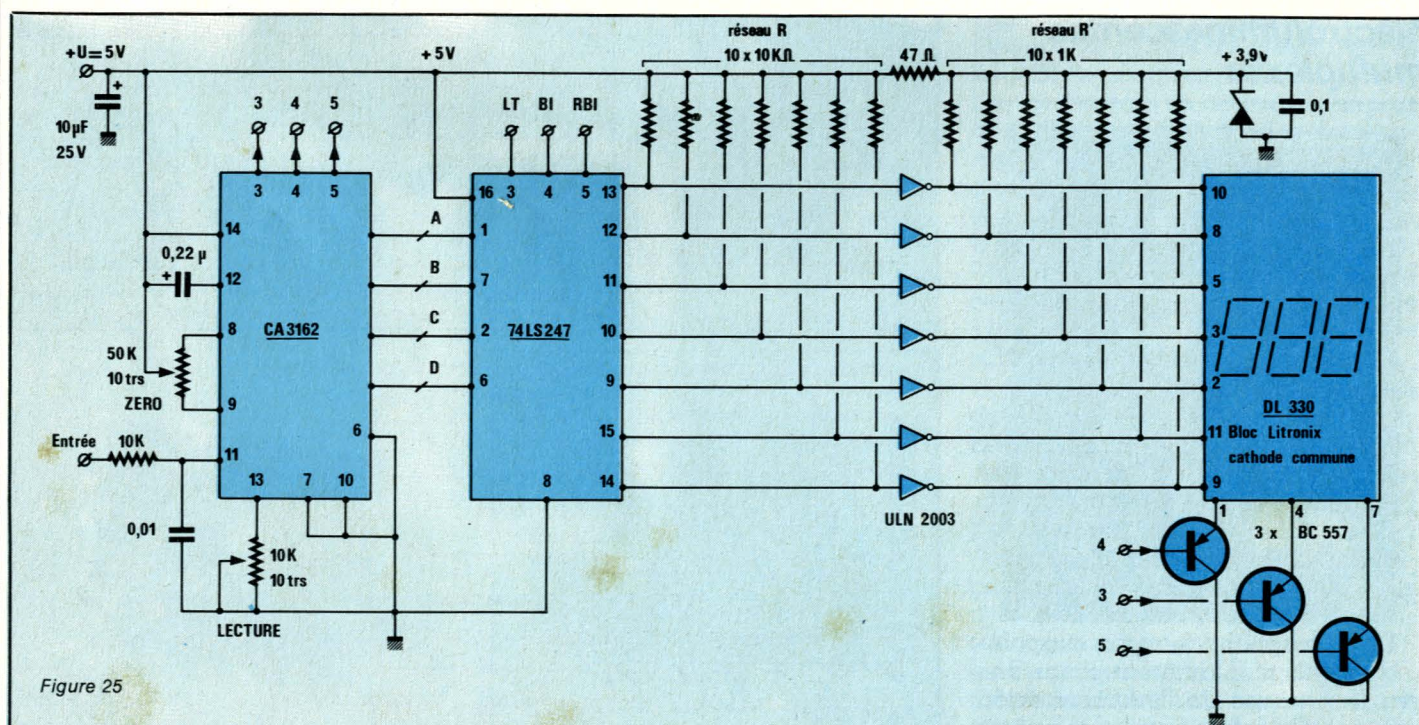 +U=5V
+5V
réseau R
10 x 10KΩ
47 Ω
réseau R'
10 x 1K
+3,9v
+
10µF
25V
3 4 5
3 4 5
LT BI RBI
3 4 5
0,1
14
0,22 µ
+
12
8
50K
10 trs
ZERO
9
Entrée
10K
11
13
7
10
6
CA 3162
0,01
10K
10 trs
LECTURE
A
B
C
D
16
1
7
2
6
8
74LS247
13
12
11
10
9
15
14
ULN 2003
10
8
5
3
2
11
9
DL 330
Bloc Litronix
cathode commune
1 4 7
3 x BC 557
4
3
5
Figure 25